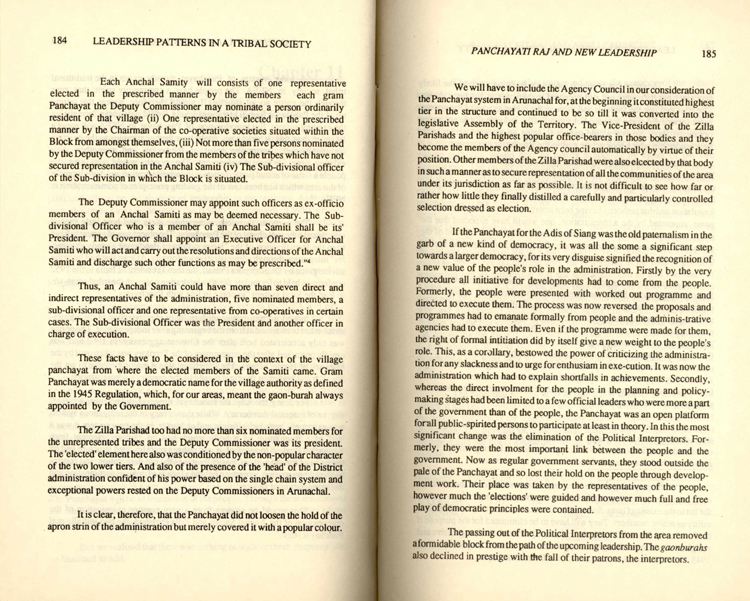 184 LEADERSHIP PATTERNS IN A TRIBAL SOCIETY
Each Anchal Samity will consists of one representative
elected in the prescribed manner by the members each gram
Panchayat the Deputy Commissioner may nominate a person ordinarily
resident of that village (ii) One representative elected in the prescribed
manner by the Chairman of the co-operative societies situated within the
Block from amongst themselves, (iii) Not more than five persons nominated
by the Deputy Commissioner from the members of the tribes which have not
secured representation in the Anchal Samiti (iv) The Sub-divisional officer
of the Sub-division in which the Block is situated.
The Deputy Commissioner may appoint such officers as ex-officio
members of an Anchal Samiti as may be deemed necessary. The Sub-
divisional Officer who is a member of an Anchal Samiti shall be its'
President. The Governor shall appoint an Executive Officer for Anchal
Samiti who will act and carry out the resolutions and directions of the Anchal
Samiti and discharge such other functions as may be prescribed."4
Thus, an Anchal Samiti could have more than seven direct and
indirect representatives of the administration, five nominated members, a
sub-divisional officer and one representative from co-operatives in certain
cases. The Sub-divisional Officer was the President and another officer in
charge of execution.
These facts have to be considered in the context of the village
panchayat from where the elected members of the Samiti came. Gram
Panchayat was merely a democratic name for the village authority as defined
in the 1945 Regulation, which, for our areas, meant the gaon-burah always
appointed by the Government.
The Zilla Parishad too had no more than six nominated members for
the unrepresented tribes and the Deputy Commissioner was its president.
The 'elected' element here also was conditioned by the non-popular character
of the two lower tiers. And also of the presence of the 'head' of the District
administration confident of his power based on the single chain system and
exceptional powers rested on the Deputy Commissioners in Arunachal.
It is clear, therefore, that the Panchayat did not loosen the hold of the
apron strin of the administration but merely covered it with a popular colour.
PANCHAYATI RAJ AND NEW LEADERSHIP 185
We will have to include the Agency Council in our consideration of
the Panchayat system in Arunachal for, at the beginning it constituted highest
tier in the structure and continued to be so till it was converted into the
legislative Assembly of the Territory. The Vice-President of the Zilla
Parishads and the highest popular office-bearers in those bodies and they
become the members of the Agency council automatically by virtue of their
position. Other members of the Zilla Parishad were also elcected by that body
in such a manner as to secure representation of all the communities of the area
under its jurisdiction as far as possible. It is not difficult to see how far or
rather how little they finally distilled a carefully and particularly controlled
selection dressed as election.
If the Panchayat for the Adis of Siang was the old paternalism in the
garb of a new kind of democracy, it was all the some a significant step
towards a larger democracy, for its very disguise signified the recognition of
a new value of the people's role in the administration. Firstly by the very
procedure all initiative for developments had to come from the people.
Formerly, the people were presented with worked out programme and
directed to execute them. The process was now reversed the proposals and
programmes had to emanate formally from people and the adminis-trative
agencies had to execute them. Even if the programme were made for them,
the right of formal intitiation did by itself give a new weight to the people's
role. This, as a corollary, bestowed the power of criticizing the administra-
tion for any slackness and to urge for enthusiam in exe-cution. It was now the
administration which had to explain shortfalls in achievements. Secondly,
whereas the direct involment for the people in the planning and policy-
making stages had been limited to a few official leaders who were more a part
of the government than of the people, the Panchayat was an open platform
for all public-spirited persons to participate at least in theory. In this the most
significant change was the elimination of the Political Interpretors. For-
merly, they were the most important link between the people and the
government. Now as regular government servants, they stood outside the
pale of the Panchayat and so lost their hold on the people through develop-
ment work. Their place was taken by the representatives of the people,
however much the 'elections' were guided and however much full and free
play of democratic principles were contained.
The passing out of the Political Interpretors from the area removed
a formidable block from the path of the upcoming leadership. The gaonburahs
also declined in prestige with the fall of their patrons, the interpretors.